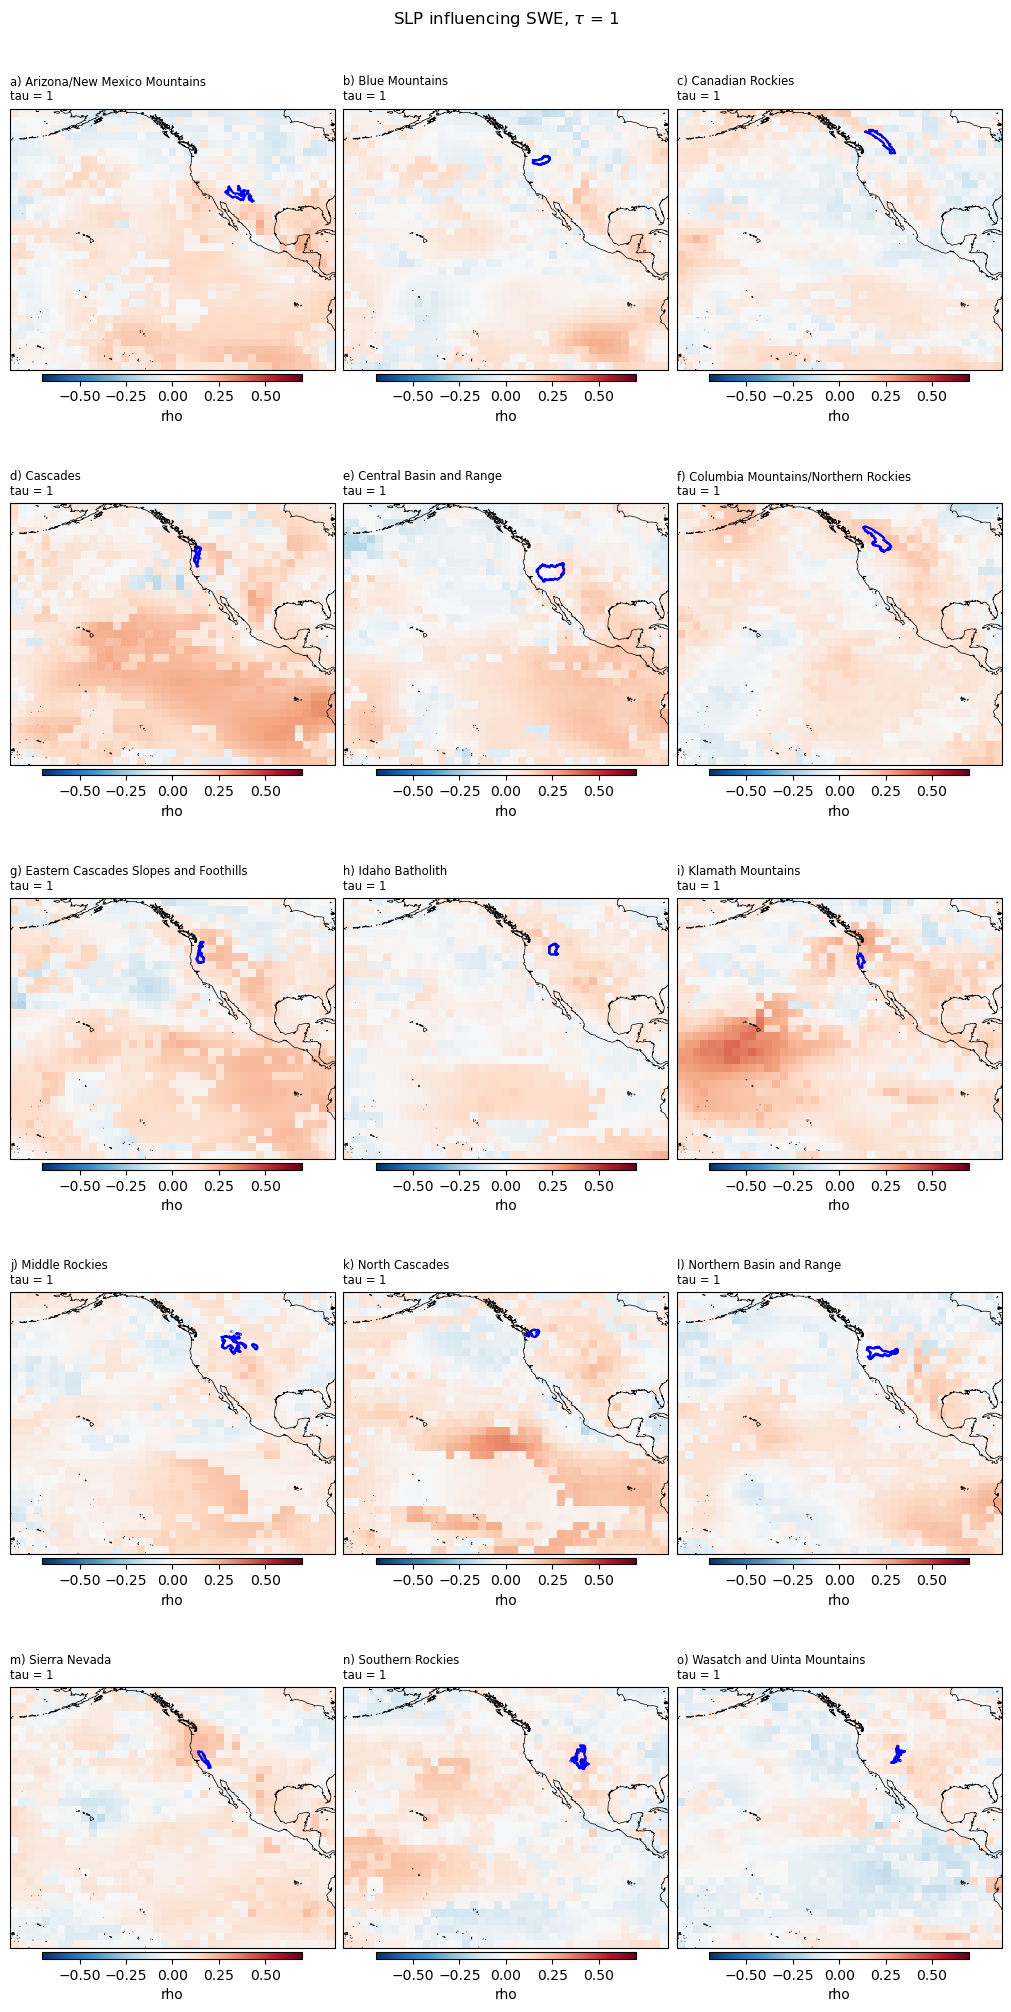 SLP influencing SWE, τ = 1
a) Arizona/New Mexico Mountains
tau = 1
b) Blue Mountains
tau = 1
c) Canadian Rockies
tau = 1
−0.50 −0.25 0.00 0.25 0.50
rho
−0.50 −0.25 0.00 0.25 0.50
rho
−0.50 −0.25 0.00 0.25 0.50
rho
d) Cascades
tau = 1
e) Central Basin and Range
tau = 1
f) Columbia Mountains/Northern Rockies
tau = 1
−0.50 −0.25 0.00 0.25 0.50
rho
−0.50 −0.25 0.00 0.25 0.50
rho
−0.50 −0.25 0.00 0.25 0.50
rho
g) Eastern Cascades Slopes and Foothills
tau = 1
h) Idaho Batholith
tau = 1
i) Klamath Mountains
tau = 1
−0.50 −0.25 0.00 0.25 0.50
rho
−0.50 −0.25 0.00 0.25 0.50
rho
−0.50 −0.25 0.00 0.25 0.50
rho
j) Middle Rockies
tau = 1
k) North Cascades
tau = 1
l) Northern Basin and Range
tau = 1
−0.50 −0.25 0.00 0.25 0.50
rho
−0.50 −0.25 0.00 0.25 0.50
rho
−0.50 −0.25 0.00 0.25 0.50
rho
m) Sierra Nevada
tau = 1
n) Southern Rockies
tau = 1
o) Wasatch and Uinta Mountains
tau = 1
−0.50 −0.25 0.00 0.25 0.50
rho
−0.50 −0.25 0.00 0.25 0.50
rho
−0.50 −0.25 0.00 0.25 0.50
rho